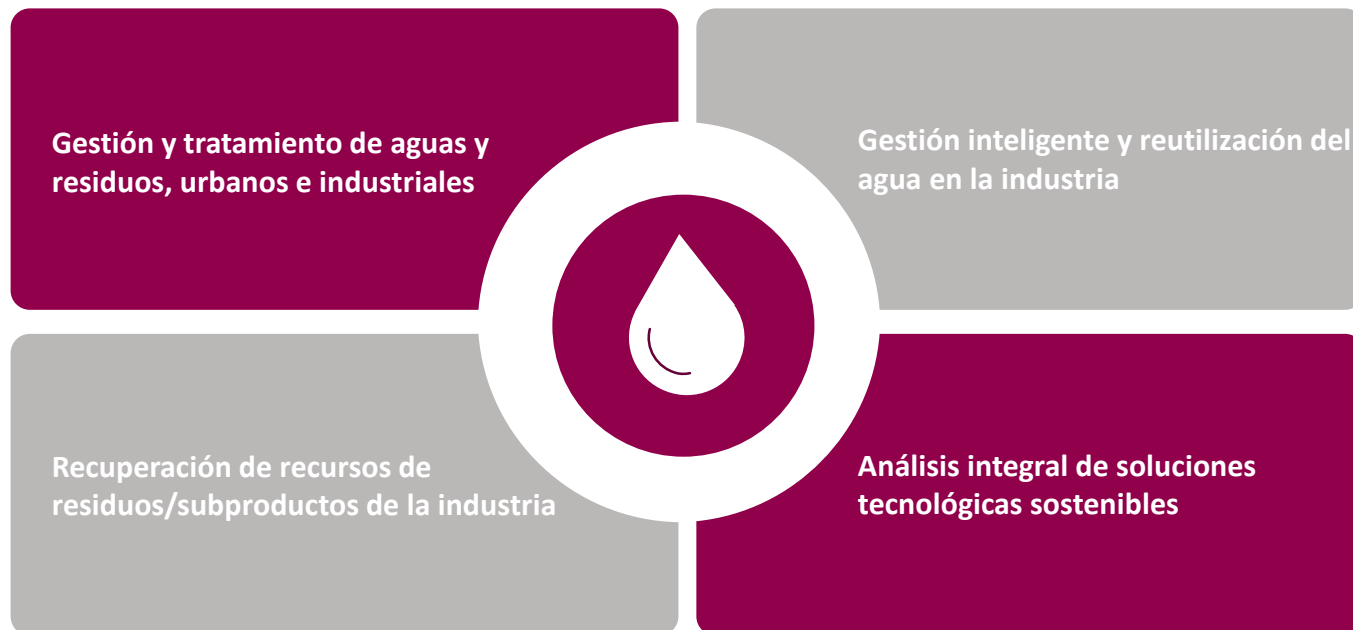 Gestión y tratamiento de aguas y
residuos, urbanos e industriales
Gestión inteligente y reutilización del
agua en la industria
Recuperación de recursos de
residuos/subproductos de la industria
Análisis integral de soluciones
tecnológicas sostenibles